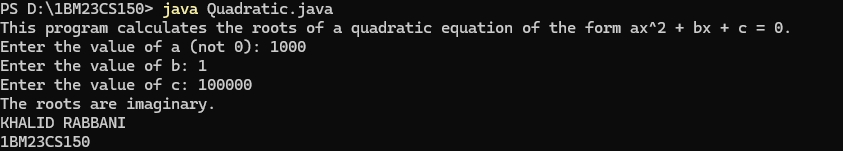 PS D:\1BM23CS150> java Quadratic.java
This program calculates the roots of a quadratic equation of the form ax^2 + bx + c = 0.
Enter the value of a (not 0): 1000
Enter the value of b: 1
Enter the value of c: 100000
The roots are imaginary.
KHALID RABBANI
1BM23CS150